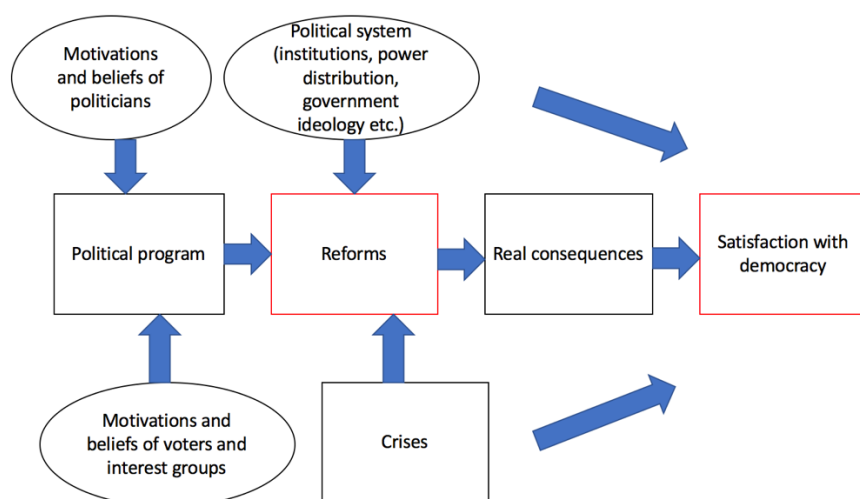 Motivations
and beliefs of
politicians
Political system
(institutions, power
distribution,
government
ideology etc.)
Political program
Reforms
Real consequences
Satisfaction with
democracy
Motivations and
beliefs of voters and
interest groups
Crises